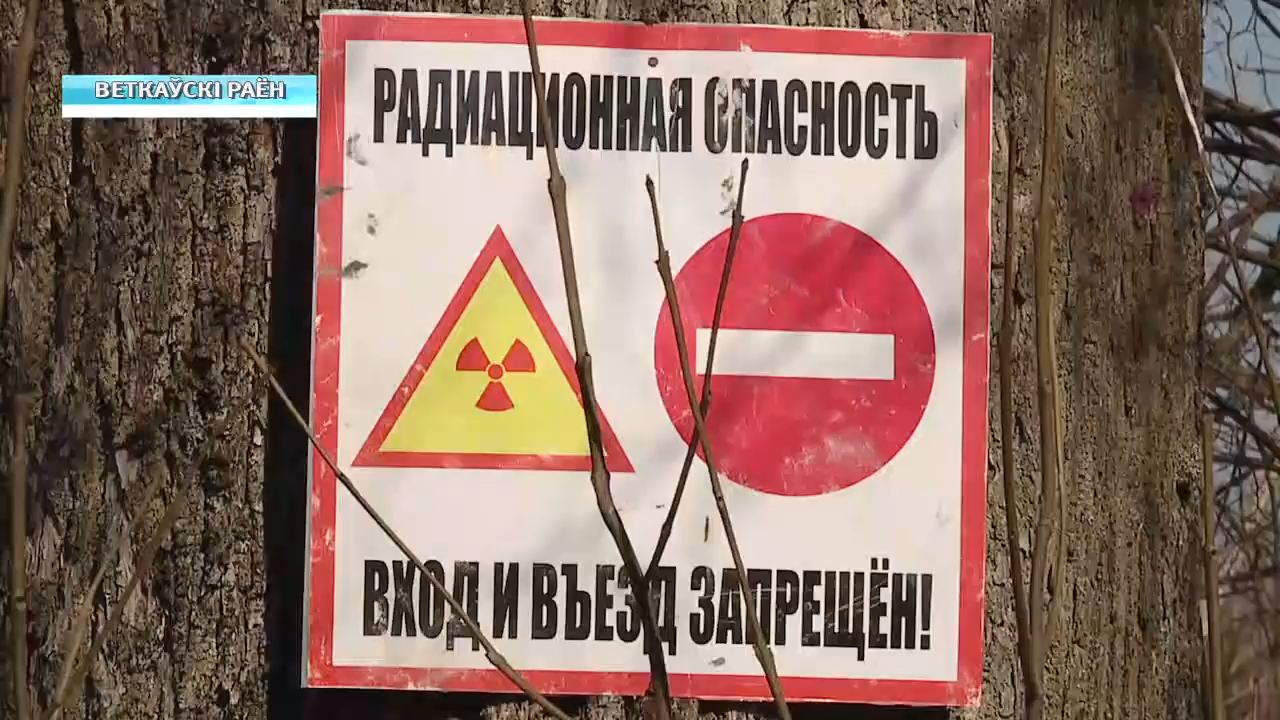 ВЕТКАЎСКІ РАЁН
РАДИАЦИОННАЯ ОПАСНОСТЬ
ВХОД И ВЪЕЗД ЗАПРЕЩЁН!